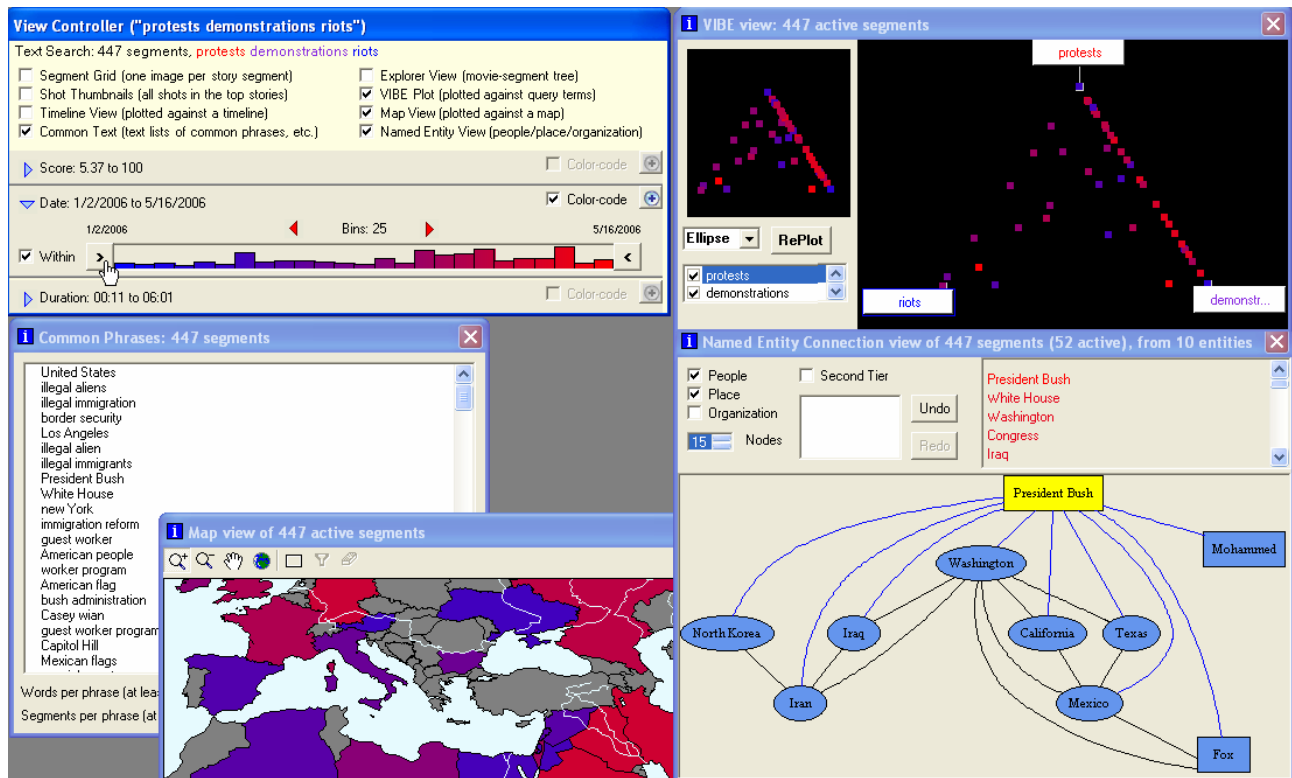 View Controller ("protests demonstrations riots")
Text Search: 447 segments, protests demonstrations riots
Segment Grid (one image per story segment)
Explorer View (movie-segment tree)
Shot Thumbnails (all shots in the top stories)
VIBE Plot (plotted against query terms)
Timeline View (plotted against a timeline)
Map View (plotted against a map)
Common Text (text lists of common phrases, etc.)
Named Entity View (people/place/organization)
Score: 5.37 to 100
Color-code
Date: 1/2/2006 to 5/16/2006
Color-code
1/2/2006
Bins: 25
5/16/2006
Within
>
<
Duration: 00:11 to 06:01
Color-code
VIBE view: 447 active segments
protests
Ellipse
RePlot
protests
demonstrations
riots
demonstr...
Common Phrases: 447 segments
United States
illegal aliens
illegal immigration
border security
Los Angeles
illegal alien
illegal immigrants
President Bush
White House
new York
immigration reform
guest worker
American people
worker program
American flag
bush administration
Casey wian
guest worker program
Capitol Hill
Mexican flags
Words per phrase (at lea
Segments per phrase (at
Map view of 447 active segments
Named Entity Connection view of 447 segments (52 active), from 10 entities
People
Second Tier
Place
Organization
15
Nodes
Undo
Redo
President Bush
White House
Washington
Congress
Iraq
President Bush
Mohammed
Washington
North Korea
Iraq
California
Texas
Iran
Mexico
Fox